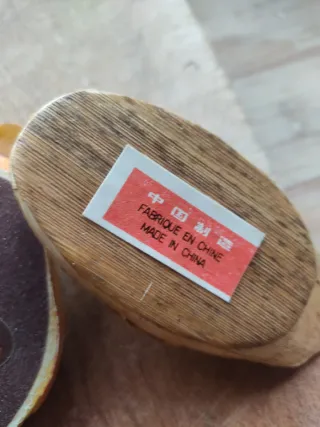 中国制造
FABRIQUE EN CHINE
MADE IN CHINA